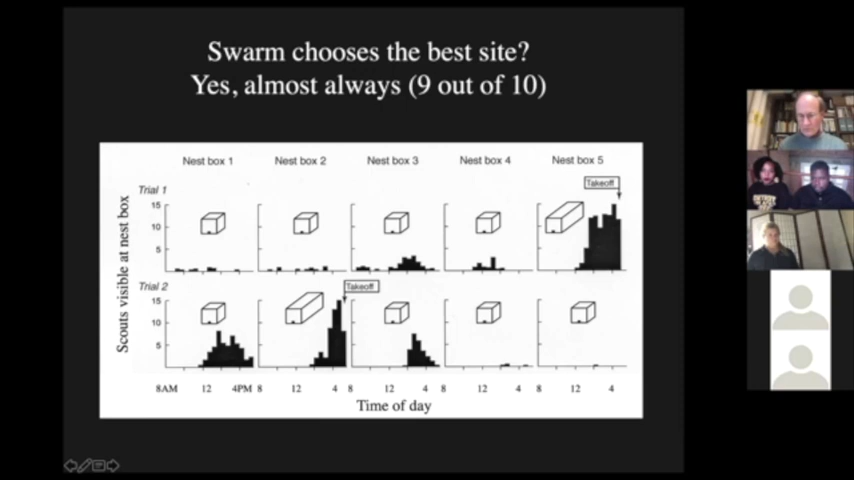 Swarm chooses the best site?
Yes, almost always (9 out of 10)
Nest box 1 Nest box 2 Nest box 3 Nest box 4 Nest box 5
Trial 1
Takeoff
15
10
5
Trial 2
Takeoff
15
10
5
Scouts visible at nest box
8AM 12 4PM 8 12 4 8 12 4 8 12 4 8 12 4
Time of day